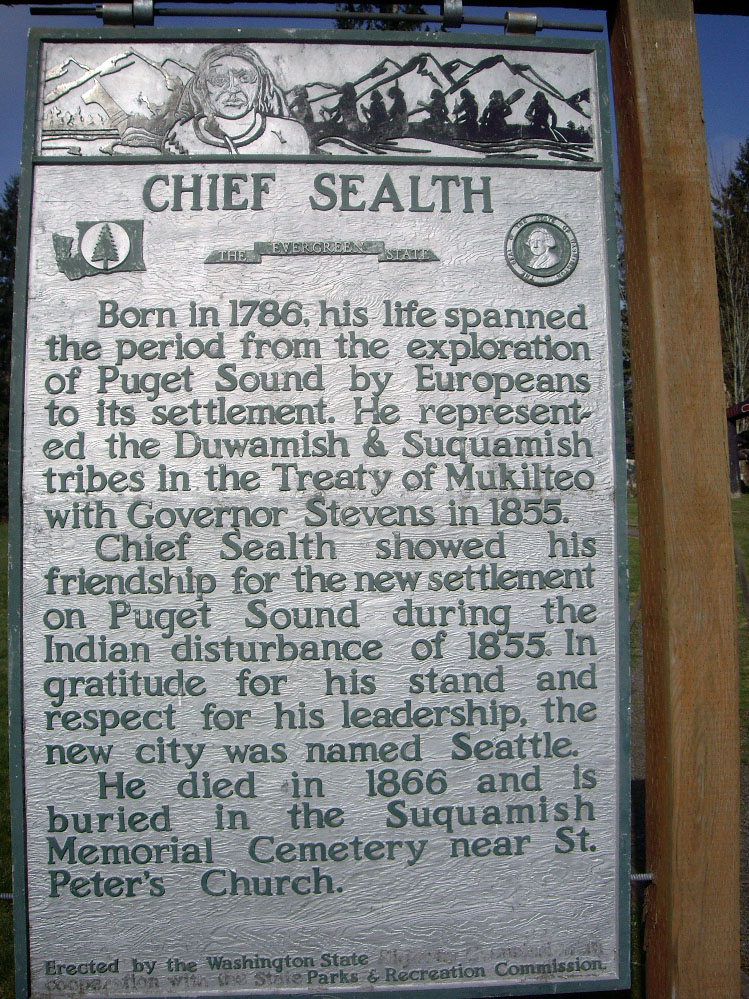 CHIEF SEALTH
THE EVERGREEN STATE
Born in 1786, his life spanned
the period from the exploration
of Puget Sound by Europeans
to its settlement. He represent-
ed the Duwamish & Suquamish
tribes in the Treaty of Mukilteo
with Governor Stevens in 1855.
Chief Sealth showed his
friendship for the new settlement
on Puget Sound during the
Indian disturbance of 1855. In
gratitude for his stand and
respect for his leadership, the
new city was named Seattle.
He died in 1866 and is
buried in the Suquamish
Memorial Cemetery near St.
Peter's Church.
Erected by the Washington State
cooperation with the State Parks & Recreation Commission.